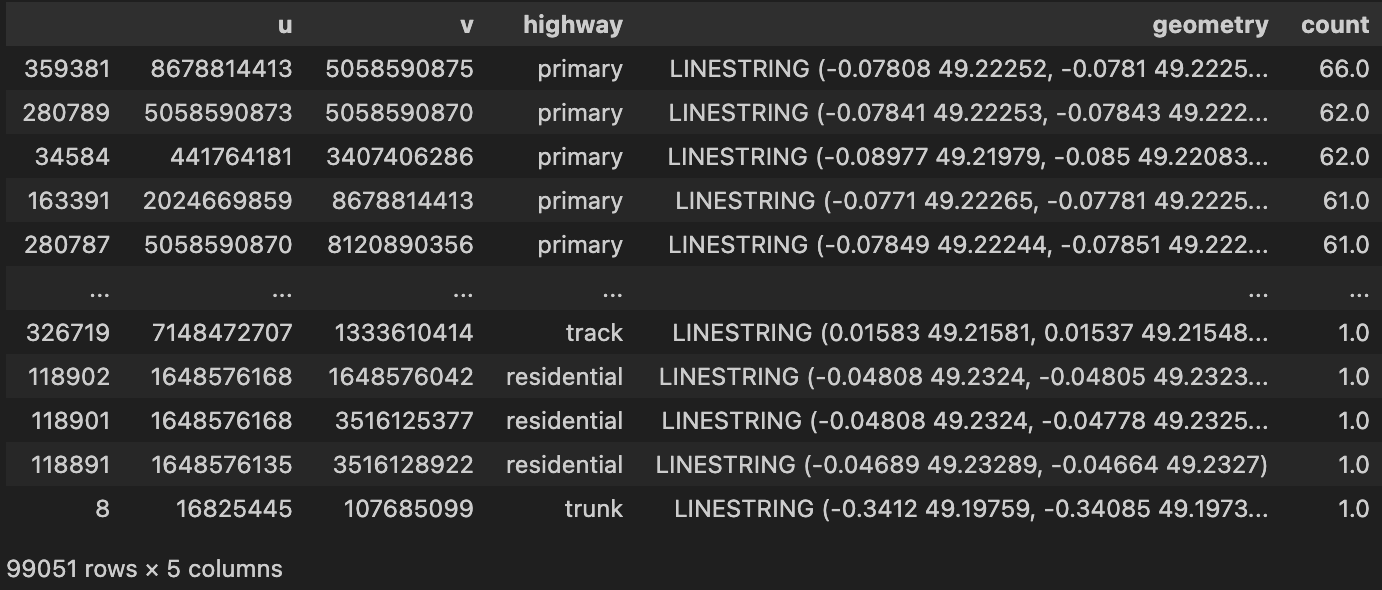 u v highway geometry count
359381 8678814413 5058590875 primary LINESTRING (-0.07808 49.22252, -0.0781 49.2225... 66.0
280789 5058590873 5058590870 primary LINESTRING (-0.07841 49.22253, -0.07843 49.222... 62.0
34584 441764181 3407406286 primary LINESTRING (-0.08977 49.21979, -0.085 49.22083... 62.0
163391 2024669859 8678814413 primary LINESTRING (-0.0771 49.22265, -0.07781 49.2225... 61.0
280787 5058590870 8120890356 primary LINESTRING (-0.07849 49.22244, -0.07851 49.222... 61.0
... ... ... ... ... ...
326719 7148472707 1333610414 track LINESTRING (0.01583 49.21581, 0.01537 49.21548... 1.0
118902 1648576168 1648576042 residential LINESTRING (-0.04808 49.2324, -0.04805 49.2323... 1.0
118901 1648576168 3516125377 residential LINESTRING (-0.04808 49.2324, -0.04778 49.2325... 1.0
118891 1648576135 3516128922 residential LINESTRING (-0.04689 49.23289, -0.04664 49.2327) 1.0
8 16825445 107685099 trunk LINESTRING (-0.3412 49.19759, -0.34085 49.1973... 1.0
99051 rows × 5 columns